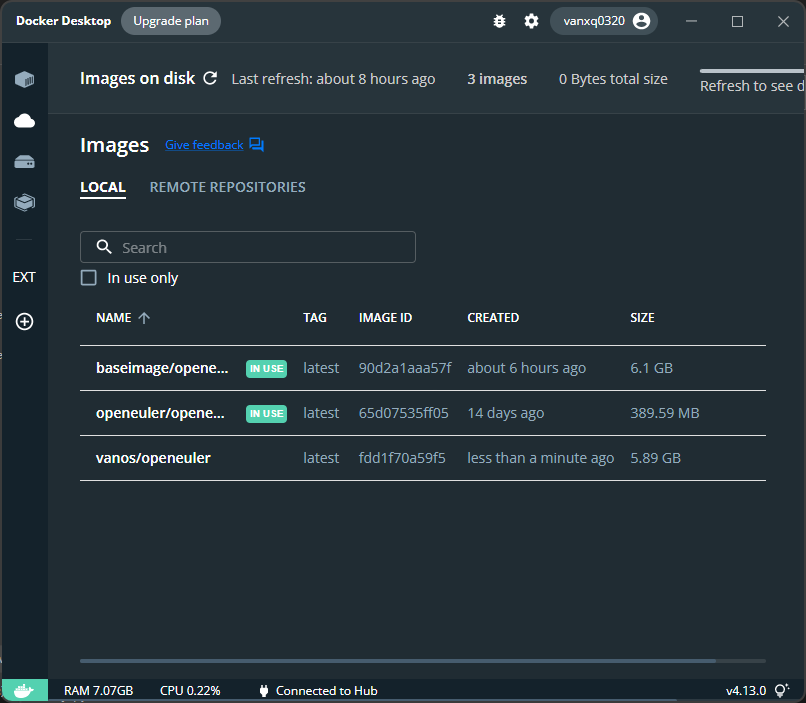 Docker Desktop Upgrade plan vanxq0320
Images on disk Last refresh: about 8 hours ago 3 images 0 Bytes total size Refresh to see d
Images Give feedback
LOCAL REMOTE REPOSITORIES
Search
In use only
EXT
NAME TAG IMAGE ID CREATED SIZE
baseimage/opene... IN USE latest 90d2a1aaa57f about 6 hours ago 6.1 GB
openeuler/opene... IN USE latest 65d07535ff05 14 days ago 389.59 MB
vanos/openeuler latest fdd1f70a59f5 less than a minute ago 5.89 GB
RAM 7.07GB CPU 0.22% Connected to Hub v4.13.0